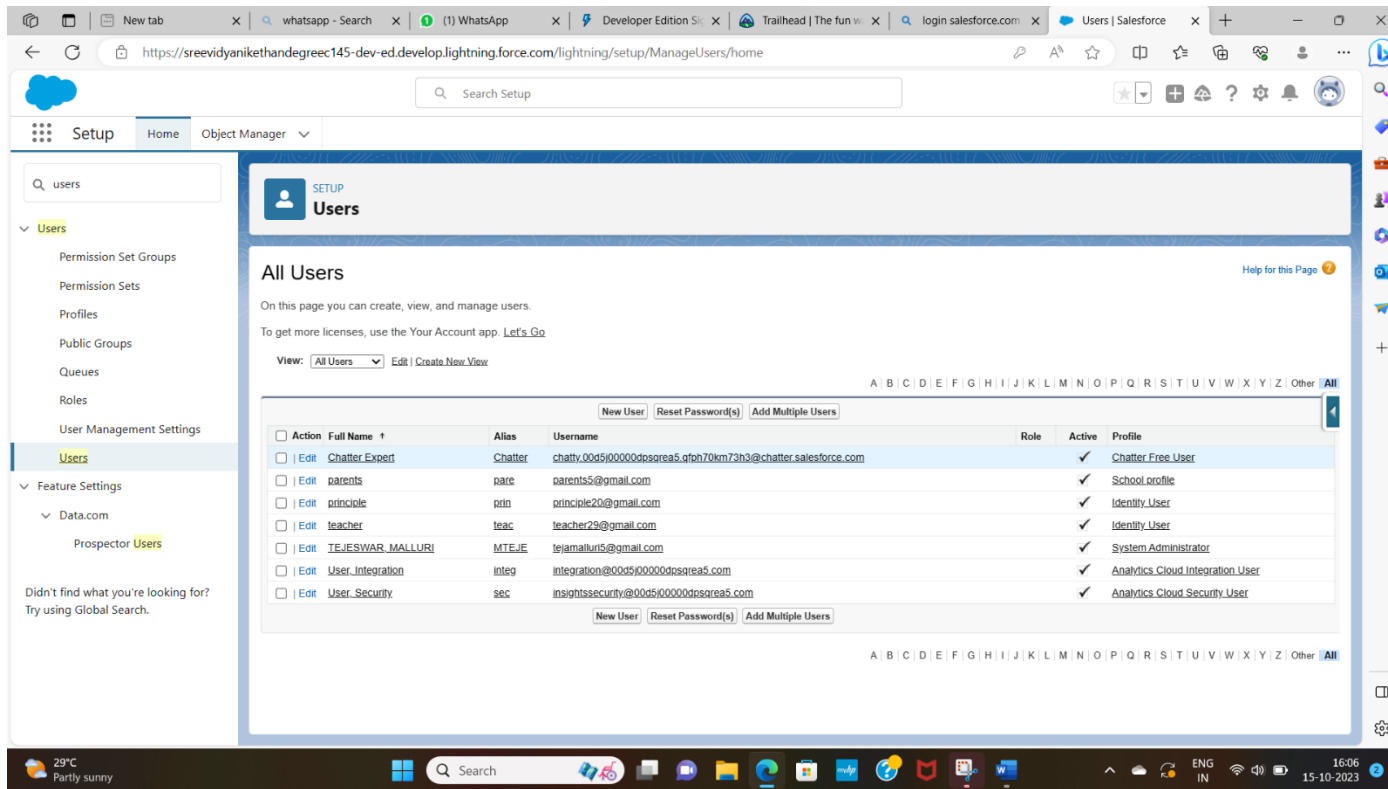 New tab
whatsapp - Search
(1) WhatsApp
Developer Edition Sig
Trailhead | The fun w
login salesforce.com
Users | Salesforce
https://sreevidyanikethandegreec145-dev-ed.develop.lightning.force.com/lightning/setup/ManageUsers/home
Search Setup
Setup Home Object Manager
users
Users
Permission Set Groups
Permission Sets
Profiles
Public Groups
Queues
Roles
User Management Settings
Users
Feature Settings
Data.com
Prospector Users
Didn't find what you're looking for?
Try using Global Search.
SETUP
Users
All Users
Help for this Page
On this page you can create, view, and manage users.
To get more licenses, use the Your Account app. Let's Go
View: All Users Edit | Create New View
A | B | C | D | E | F | G | H | I | J | K | L | M | N | O | P | Q | R | S | T | U | V | W | X | Y | Z | Other All
New User Reset Password(s) Add Multiple Users
Action Full Name ↑ Alias Username Role Active Profile
| Edit Chatter Expert Chatter chatty.00d5j00000dpsqrea5.qfph70km73h3@chatter.salesforce.com ✓ Chatter Free User
| Edit parents pare parents5@gmail.com ✓ School profile
| Edit principle prin principle20@gmail.com ✓ Identity User
| Edit teacher teac teacher29@gmail.com ✓ Identity User
| Edit TEJESWAR, MALLURI MTEJE tejamalluri5@gmail.com ✓ System Administrator
| Edit User, Integration integ integration@00d5j00000dpsqrea5.com ✓ Analytics Cloud Integration User
| Edit User, Security sec insightssecurity@00d5j00000dpsqrea5.com ✓ Analytics Cloud Security User
New User Reset Password(s) Add Multiple Users
A | B | C | D | E | F | G | H | I | J | K | L | M | N | O | P | Q | R | S | T | U | V | W | X | Y | Z | Other All
29°C
Partly sunny
Search
ENG
IN
16:06
15-10-2023
2